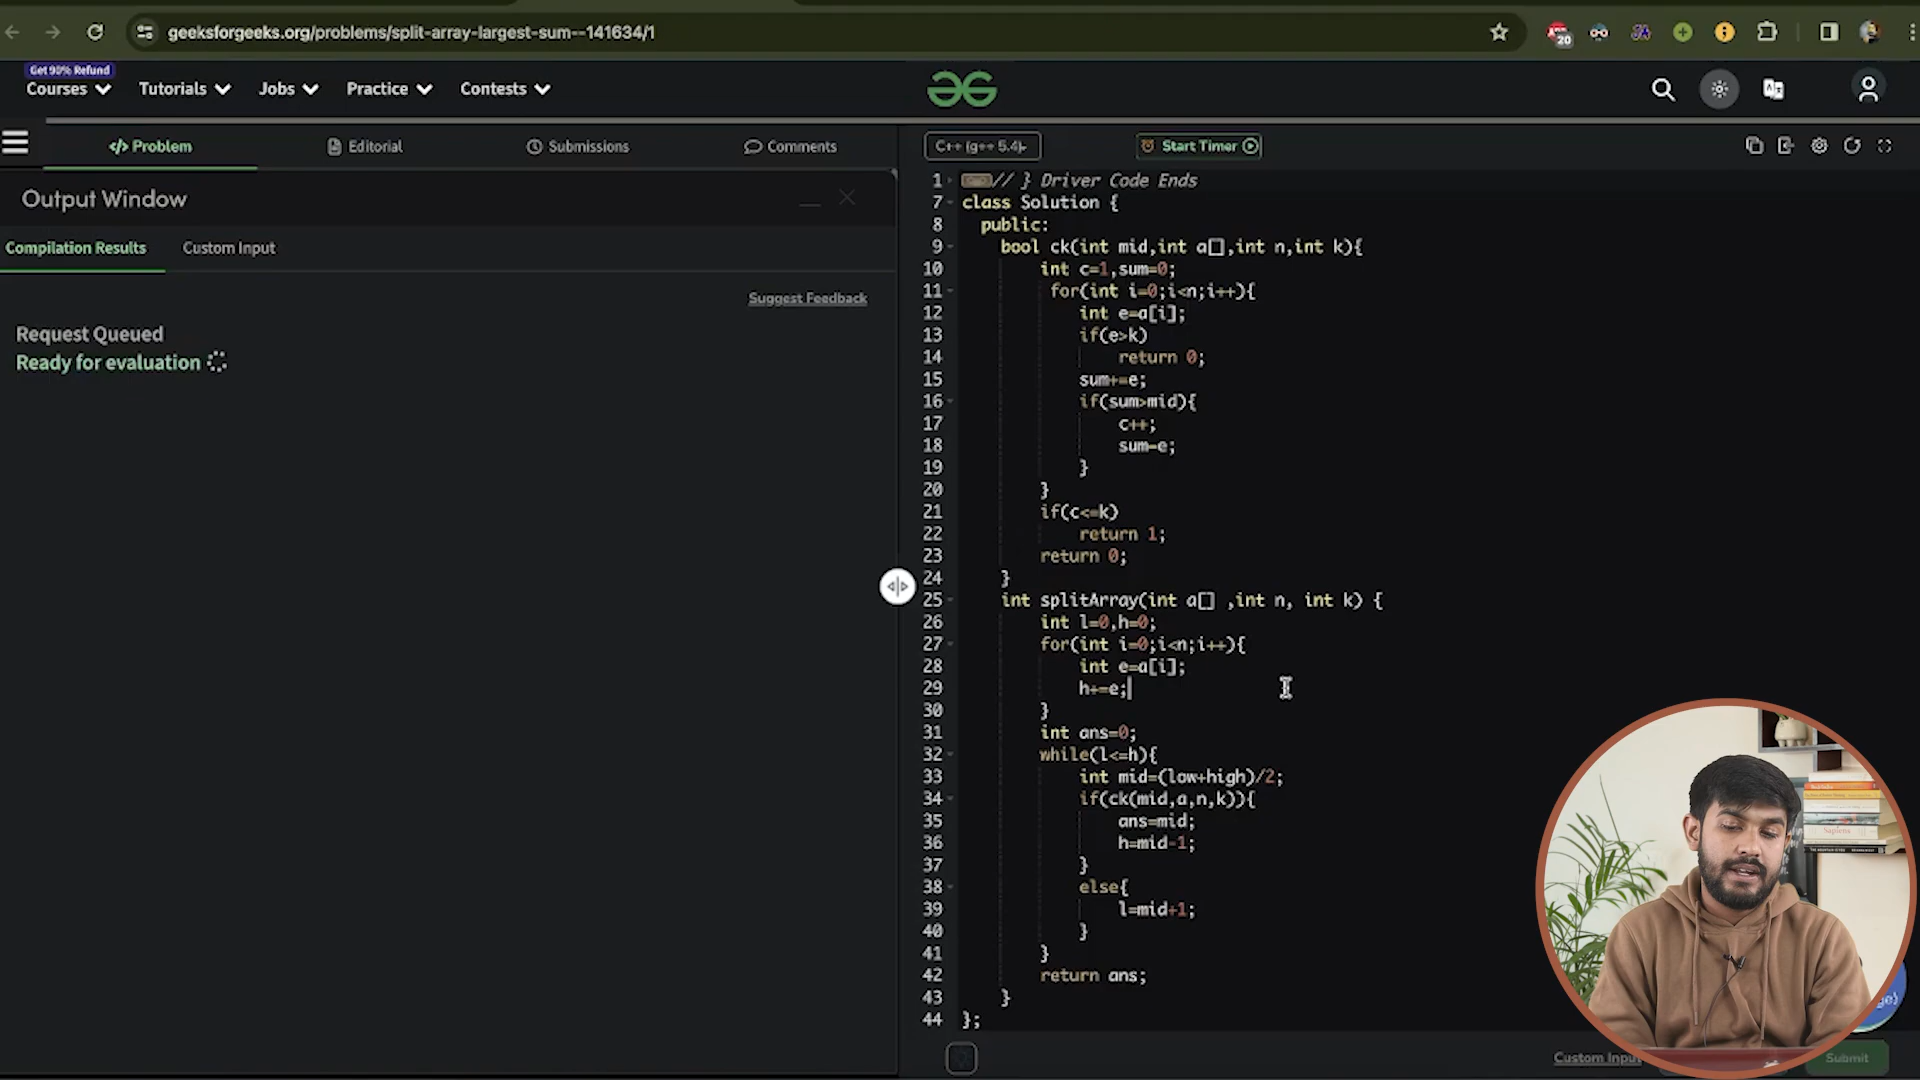 geeksforgeeks.org/problems/split-array-largest-sum--141634/1
20
Get 90% Refund
Courses
Tutorials
Jobs
Practice
Contests
</> Problem
Editorial
Submissions
Comments
C++ (g++ 5.4)
Start Timer
Output Window
Compilation Results
Custom Input
Suggest Feedback
Request Queued
Ready for evaluation
1 // } Driver Code Ends
7 class Solution {
8 public:
9 bool ck(int mid,int a[],int n,int k){
10 int c=1,sum=0;
11 for(int i=0;i<n;i++){
12 int e=a[i];
13 if(e>k)
14 return 0;
15 sum+=e;
16 if(sum>mid){
17 c++;
18 sum=e;
19 }
20 }
21 if(c<=k)
22 return 1;
23 return 0;
24 }
25 int splitArray(int a[] ,int n, int k) {
26 int l=0,h=0;
27 for(int i=0;i<n;i++){
28 int e=a[i];
29 h+=e;
30 }
31 int ans=0;
32 while(l<=h){
33 int mid=(low+high)/2;
34 if(ck(mid,a,n,k)){
35 ans=mid;
36 h=mid-1;
37 }
38 else{
39 l=mid+1;
40 }
41 }
42 return ans;
43 }
44 };
Custom Input
Submit